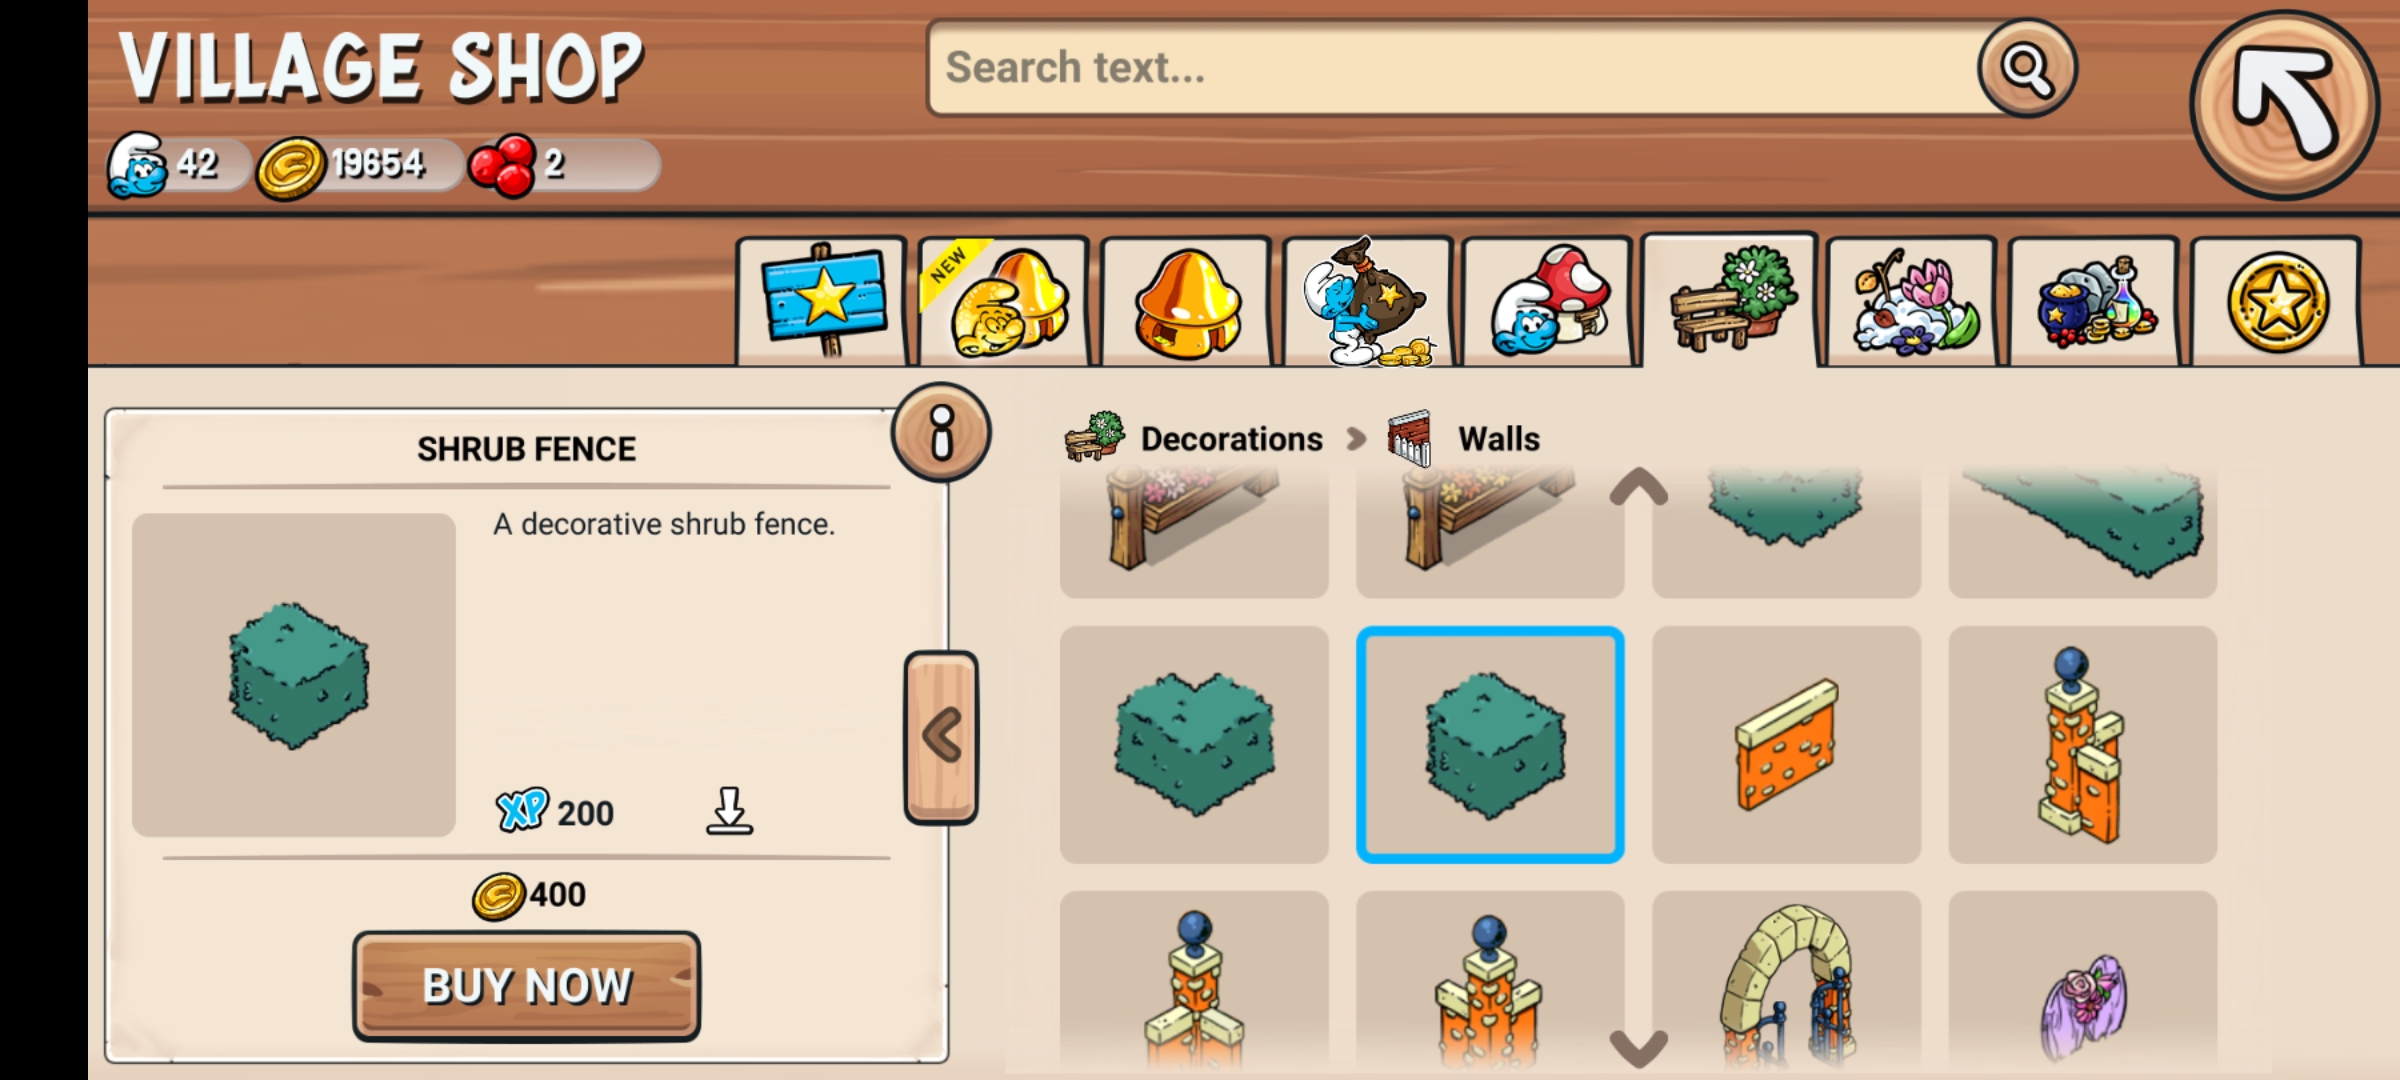 VILLAGE SHOP
Search text...
42
19654
2
NEW
SHRUB FENCE
A decorative shrub fence.
XP 200
400
BUY NOW
Decorations
Walls